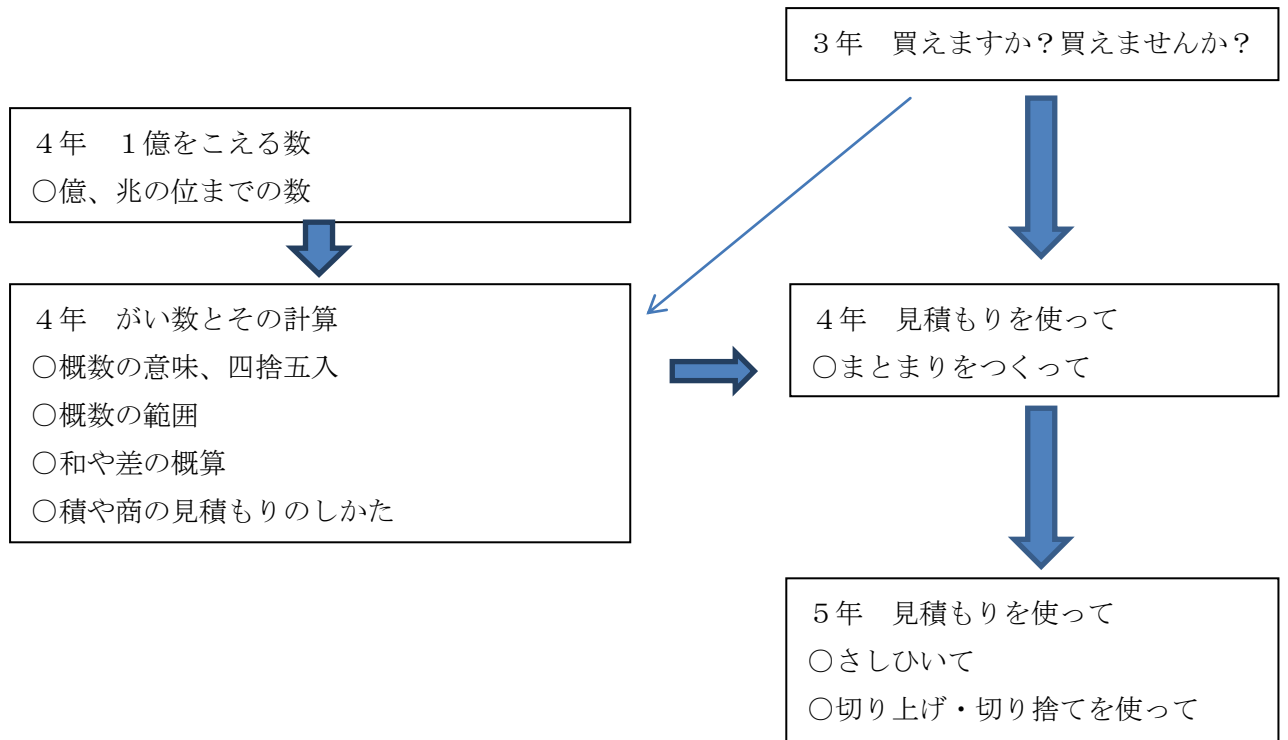 ３年　買えますか？買えませんか？
４年　１億をこえる数
○億、兆の位までの数
４年　がい数とその計算
○概数の意味、四捨五入
○概数の範囲
○和や差の概算
○積や商の見積もりのしかた
４年　見積もりを使って
○まとまりをつくって
５年　見積もりを使って
○さしひいて
○切り上げ・切り捨てを使って